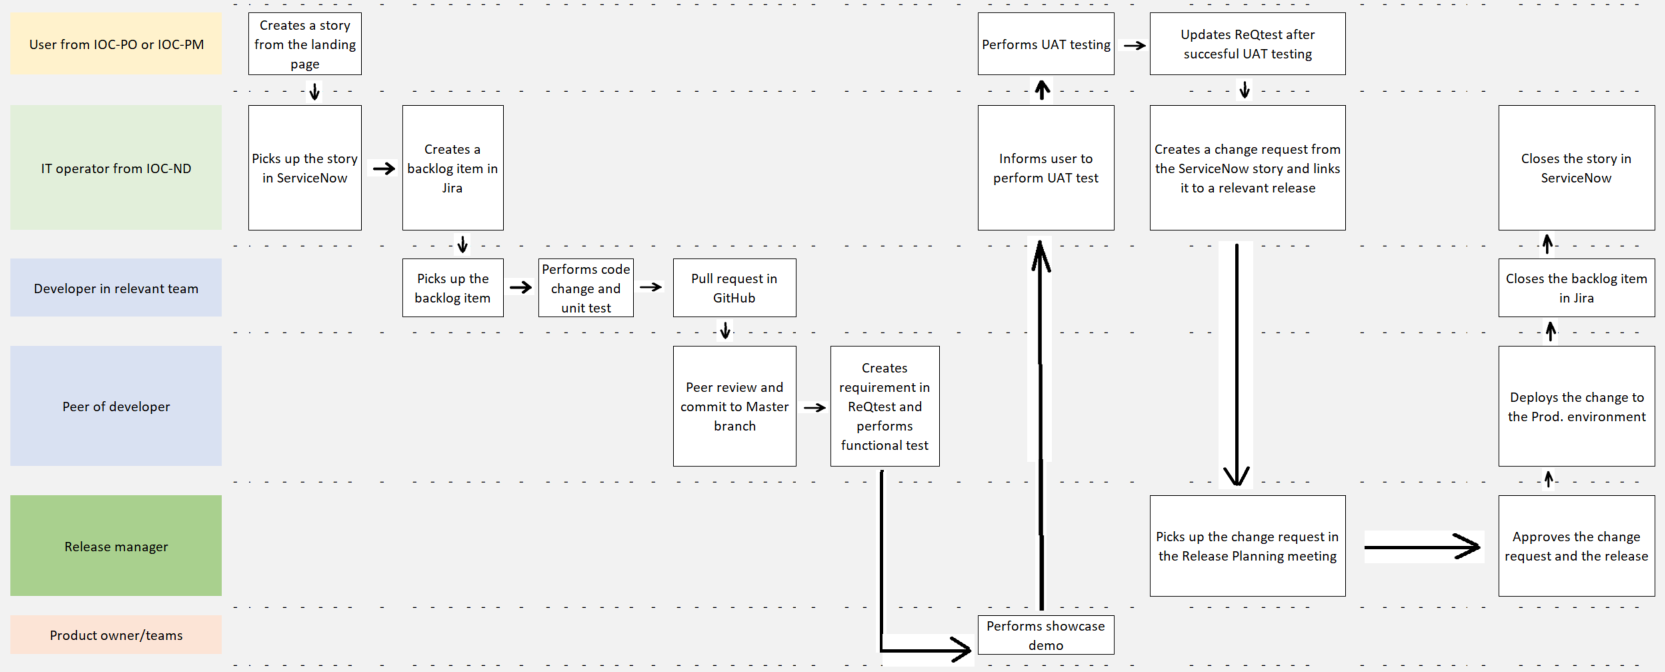 User from IOC-PO or IOC-PM
Creates a story
from the landing
page
Performs UAT testing
Updates ReQtest after
succesful UAT testing
IT operator from IOC-ND
Picks up the story
in ServiceNow
Creates a
backlog item in
Jira
Informs user to
perform UAT test
Creates a change request from
the ServiceNow story and links
it to a relevant release
Closes the story in
ServiceNow
Developer in relevant team
Picks up the
backlog item
Performs code
change and
unit test
Pull request in
GitHub
Closes the backlog item
in Jira
Peer of developer
Peer review and
commit to Master
branch
Creates
requirement in
ReQtest and
performs
functional test
Deploys the change to
the Prod. environment
Release manager
Picks up the change request in
the Release Planning meeting
Approves the change
request and the release
Product owner/teams
Performs showcase
demo